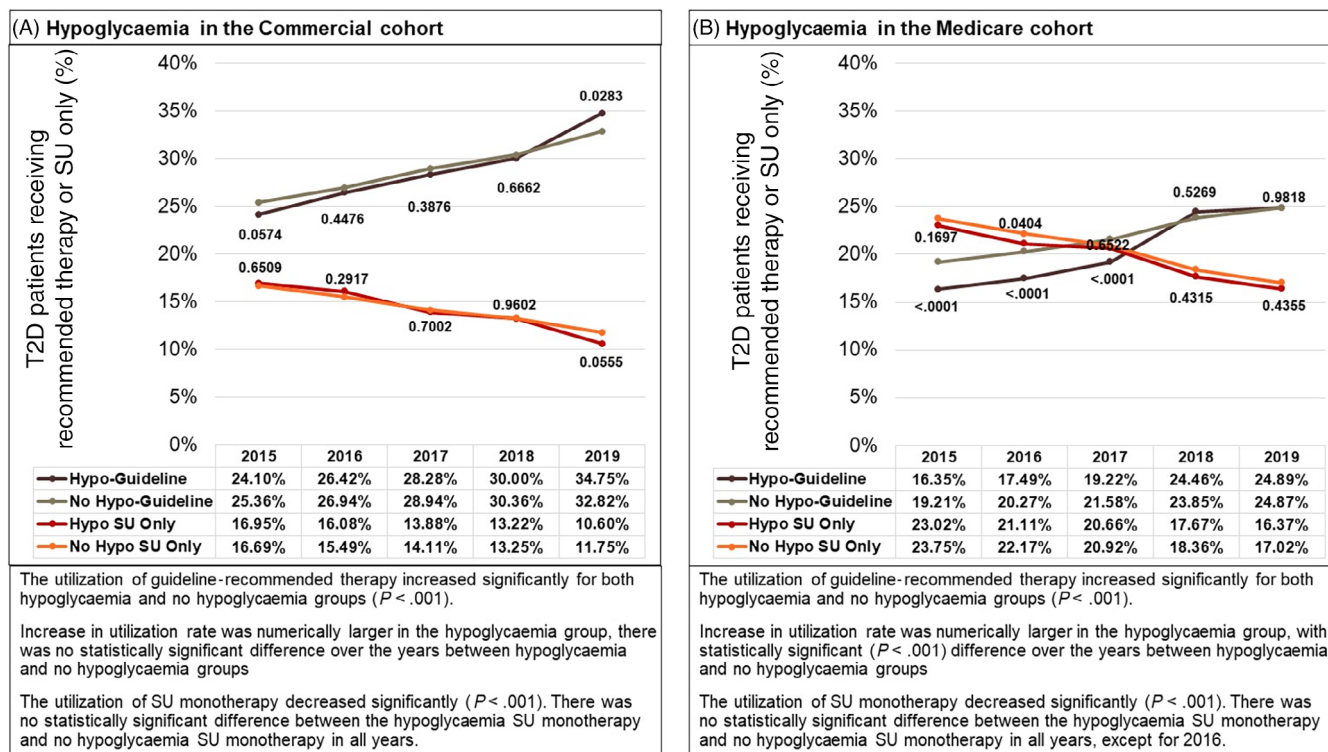 (A) Hypoglycaemia in the Commercial cohort
T2D patients receiving
recommended therapy or SU only (%)
40%
35%
30%
25%
20%
15%
10%
5%
0%
0.0283
0.6662
0.3876
0.4476
0.0574
0.6509
0.2917
0.7002
0.9602
0.0555
2015 2016 2017 2018 2019
Hypo-Guideline 24.10% 26.42% 28.28% 30.00% 34.75%
No Hypo-Guideline 25.36% 26.94% 28.94% 30.36% 32.82%
Hypo SU Only 16.95% 16.08% 13.88% 13.22% 10.60%
No Hypo SU Only 16.69% 15.49% 14.11% 13.25% 11.75%
The utilization of guideline-recommended therapy increased significantly for both
hypoglycaemia and no hypoglycaemia groups (P < .001).
Increase in utilization rate was numerically larger in the hypoglycaemia group, there
was no statistically significant difference over the years between hypoglycaemia
and no hypoglycaemia groups
The utilization of SU monotherapy decreased significantly (P < .001). There was
no statistically significant difference between the hypoglycaemia SU monotherapy
and no hypoglycaemia SU monotherapy in all years.
(B) Hypoglycaemia in the Medicare cohort
T2D patients receiving
recommended therapy or SU only (%)
40%
35%
30%
25%
20%
15%
10%
5%
0%
0.5269
0.9818
0.0404
0.1697
0.6522
<.0001
<.0001
<.0001
0.4315
0.4355
2015 2016 2017 2018 2019
Hypo-Guideline 16.35% 17.49% 19.22% 24.46% 24.89%
No Hypo-Guideline 19.21% 20.27% 21.58% 23.85% 24.87%
Hypo SU Only 23.02% 21.11% 20.66% 17.67% 16.37%
No Hypo SU Only 23.75% 22.17% 20.92% 18.36% 17.02%
The utilization of guideline-recommended therapy increased significantly for both
hypoglycaemia and no hypoglycaemia groups (P < .001).
Increase in utilization rate was numerically larger in the hypoglycaemia group, with
statistically significant (P < .001) difference over the years between hypoglycaemia
and no hypoglycaemia groups
The utilization of SU monotherapy decreased significantly (P < .001). There was
no statistically significant difference between the hypoglycaemia SU monotherapy
and no hypoglycaemia SU monotherapy in all years, except for 2016.